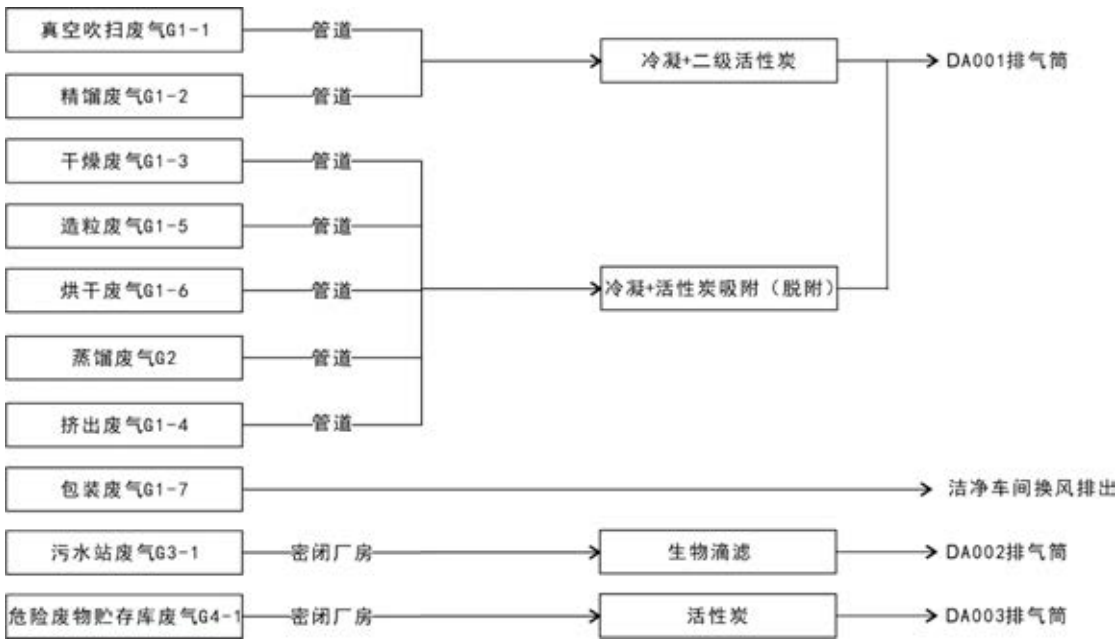 真空吹扫废气G1-1 管道
冷凝+二级活性炭 DA001排气筒
精馏废气G1-2 管道
干燥废气G1-3 管道
造粒废气G1-5 管道
烘干废气G1-6 管道 冷凝+活性炭吸附（脱附）
蒸馏废气G2 管道
挤出废气G1-4 管道
包装废气G1-7 洁净车间换风排出
污水站废气G3-1 密闭厂房 生物滴滤 DA002排气筒
危险废物贮存库废气G4-1 密闭厂房 活性炭 DA003排气筒